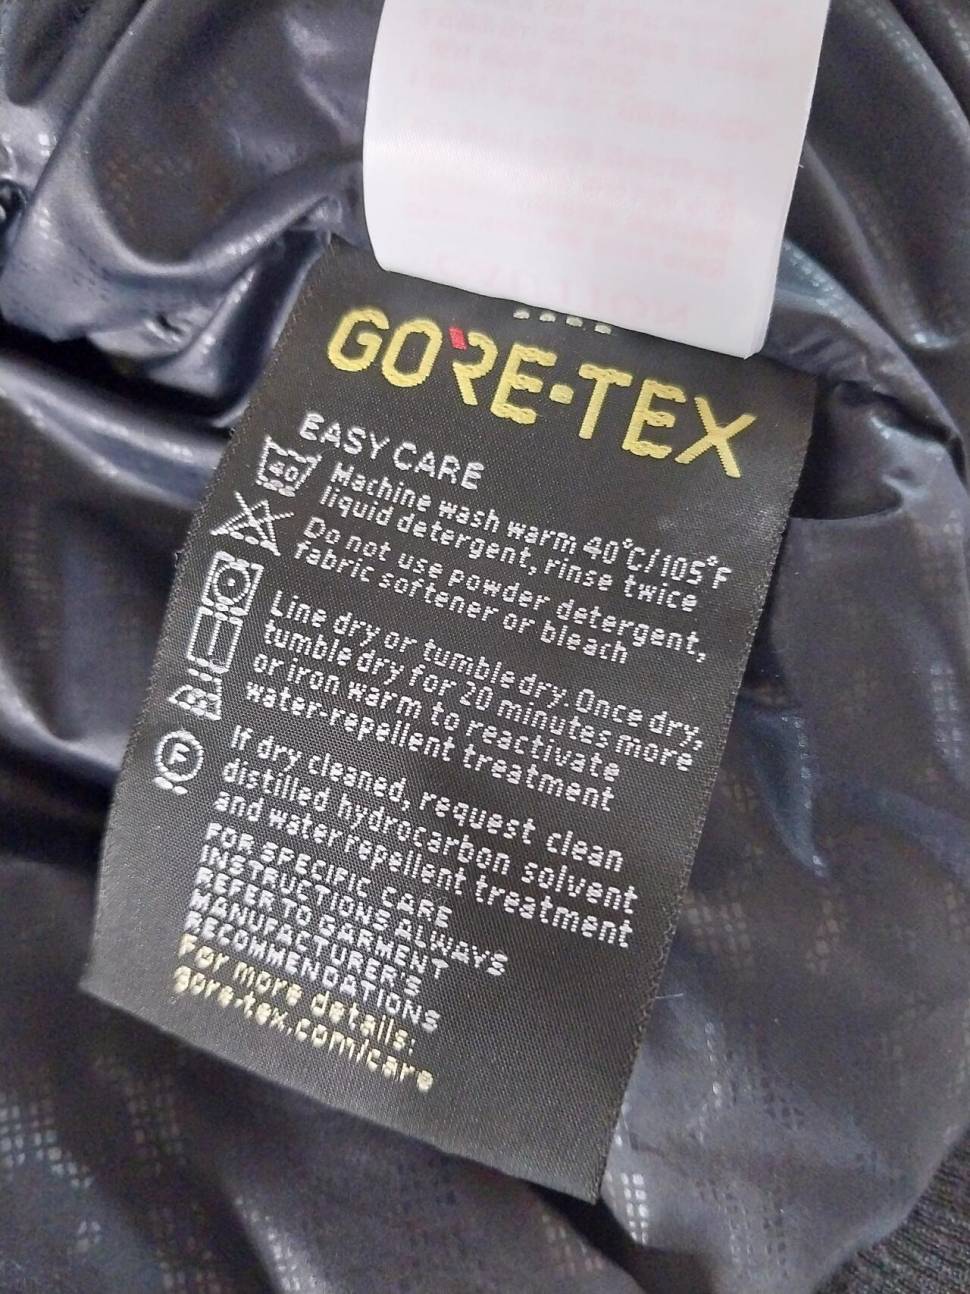 GORE-TEX
EASY CARE
40
Machine wash warm 40°C/105°F
liquid detergent, rinse twice
Do not use powder detergent,
fabric softener or bleach
Line dry or tumble dry. Once dry,
tumble dry for 20 minutes more
or iron warm to reactivate
water-repellent treatment
F
If dry cleaned, request clean
distilled hydrocarbon solvent
and water repellent treatment
FOR SPECIFIC CARE
INSTRUCTIONS ALWAYS
REFER TO GARMENT
MANUFACTURER'S
RECOMMENDATIONS
For more details:
gore-tex.com/care